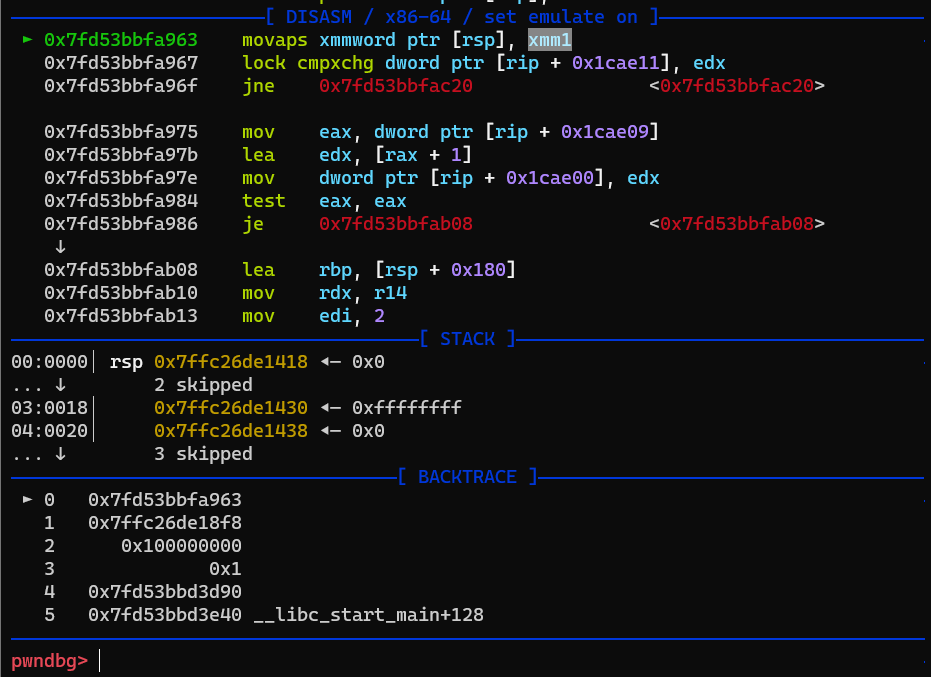 [ DISASM / x86-64 / set emulate on ]
► 0x7fd53bbfa963    movaps xmmword ptr [rsp], xmm1
0x7fd53bbfa967    lock cmpxchg dword ptr [rip + 0x1cae11], edx
0x7fd53bbfa96f    jne    0x7fd53bbfac20                <0x7fd53bbfac20>
0x7fd53bbfa975    mov    eax, dword ptr [rip + 0x1cae09]
0x7fd53bbfa97b    lea    edx, [rax + 1]
0x7fd53bbfa97e    mov    dword ptr [rip + 0x1cae00], edx
0x7fd53bbfa984    test   eax, eax
0x7fd53bbfa986    je     0x7fd53bbfab08                <0x7fd53bbfab08>
↓
0x7fd53bbfab08    lea    rbp, [rsp + 0x180]
0x7fd53bbfab10    mov    rdx, r14
0x7fd53bbfab13    mov    edi, 2
[ STACK ]
00:0000│ rsp 0x7ffc26de1418 ◂— 0x0
... ↓        2 skipped
03:0018│     0x7ffc26de1430 ◂— 0xffffffff
04:0020│     0x7ffc26de1438 ◂— 0x0
... ↓        3 skipped
[ BACKTRACE ]
► 0   0x7fd53bbfa963
1   0x7ffc26de18f8
2      0x100000000
3              0x1
4   0x7fd53bbd3d90
5   0x7fd53bbd3e40 __libc_start_main+128
pwndbg>